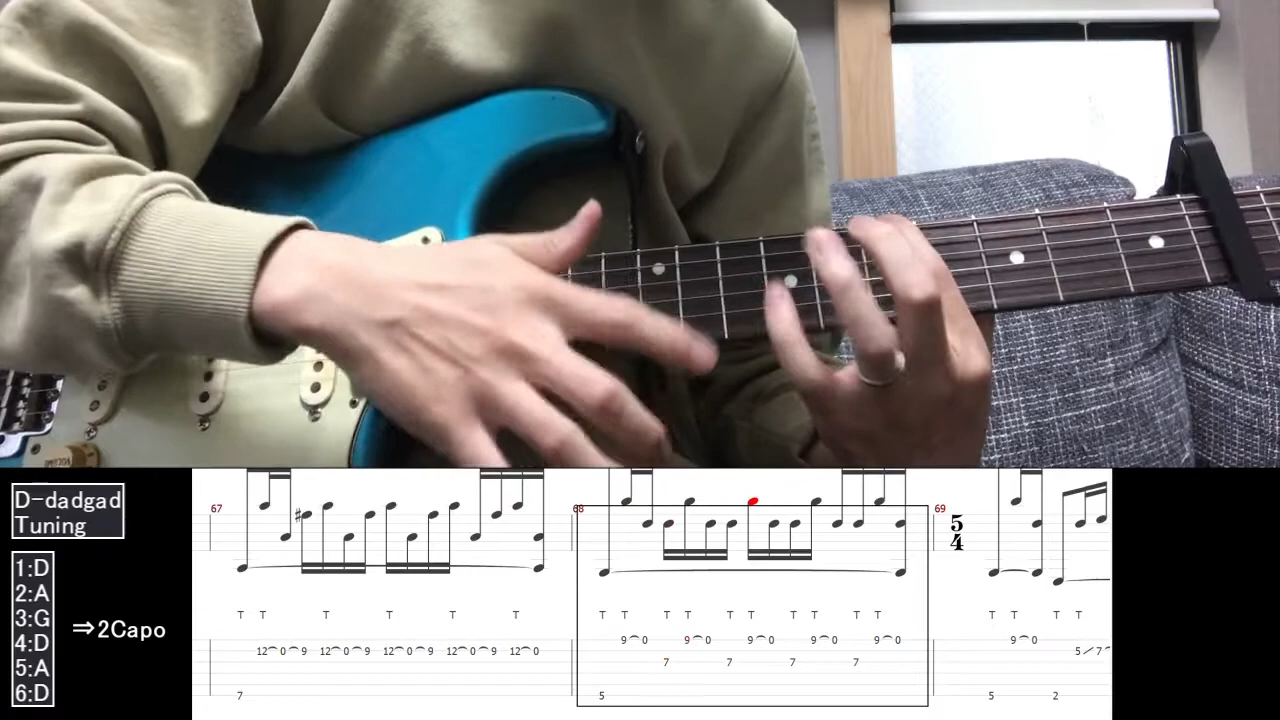 D-dadgad
Tuning
1:D
2:A
3:G
4:D
5:A
6:D
⇒2Capo
67
68
69
5
4
T T T T T T
12 0 9 12 0 9 12 0 9 12 0 9 12 0
7
T T T T T T T T T T
9 0 9 0 9 0 9 0 9 0
7 7 7 7
5
T T T T
9 0
5 7
5 2